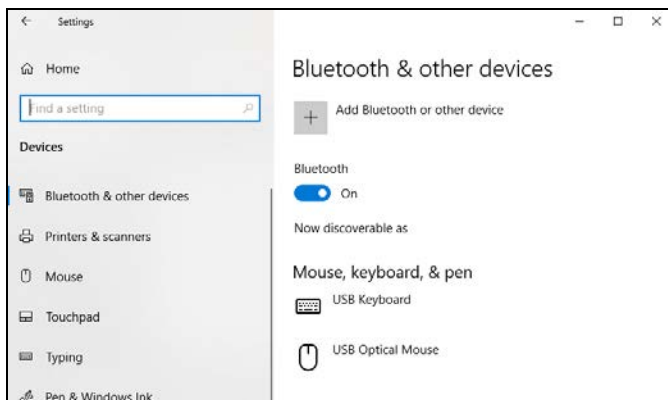 Settings
Home
Find a setting
Devices
Bluetooth & other devices
Printers & scanners
Mouse
Touchpad
Typing
Pen & Windows Ink
Bluetooth & other devices
Add Bluetooth or other device
Bluetooth
On
Now discoverable as
Mouse, keyboard, & pen
USB Keyboard
USB Optical Mouse